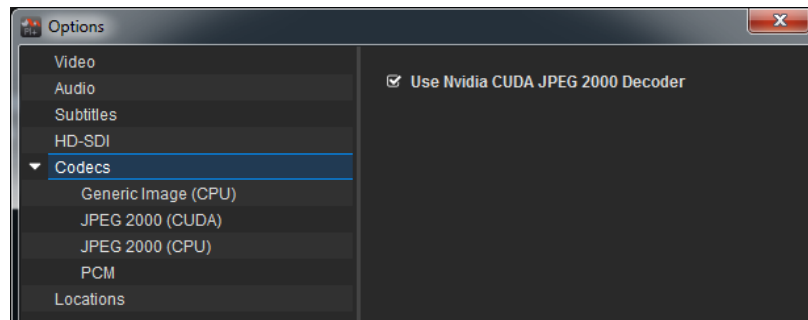 Pl+ Options
Video
Audio
Subtitles
HD-SDI
Codecs
Generic Image (CPU)
JPEG 2000 (CUDA)
JPEG 2000 (CPU)
PCM
Locations
Use Nvidia CUDA JPEG 2000 Decoder